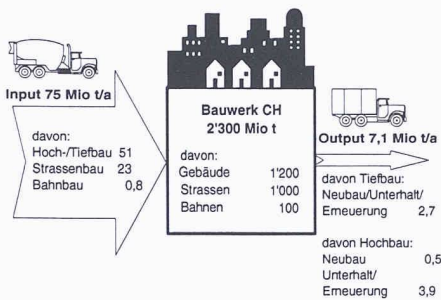 Input 75 Mio t/a
davon:
Hoch-/Tiefbau 51
Strassenbau 23
Bahnbau 0,8
Bauwerk CH
2'300 Mio t
davon:
Gebäude 1'200
Strassen 1'000
Bahnen 100
Output 7,1 Mio t/a
davon Tiefbau:
Neubau/Unterhalt/
Erneuerung 2,7
davon Hochbau:
Neubau 0,5
Unterhalt/
Erneuerung 3,9